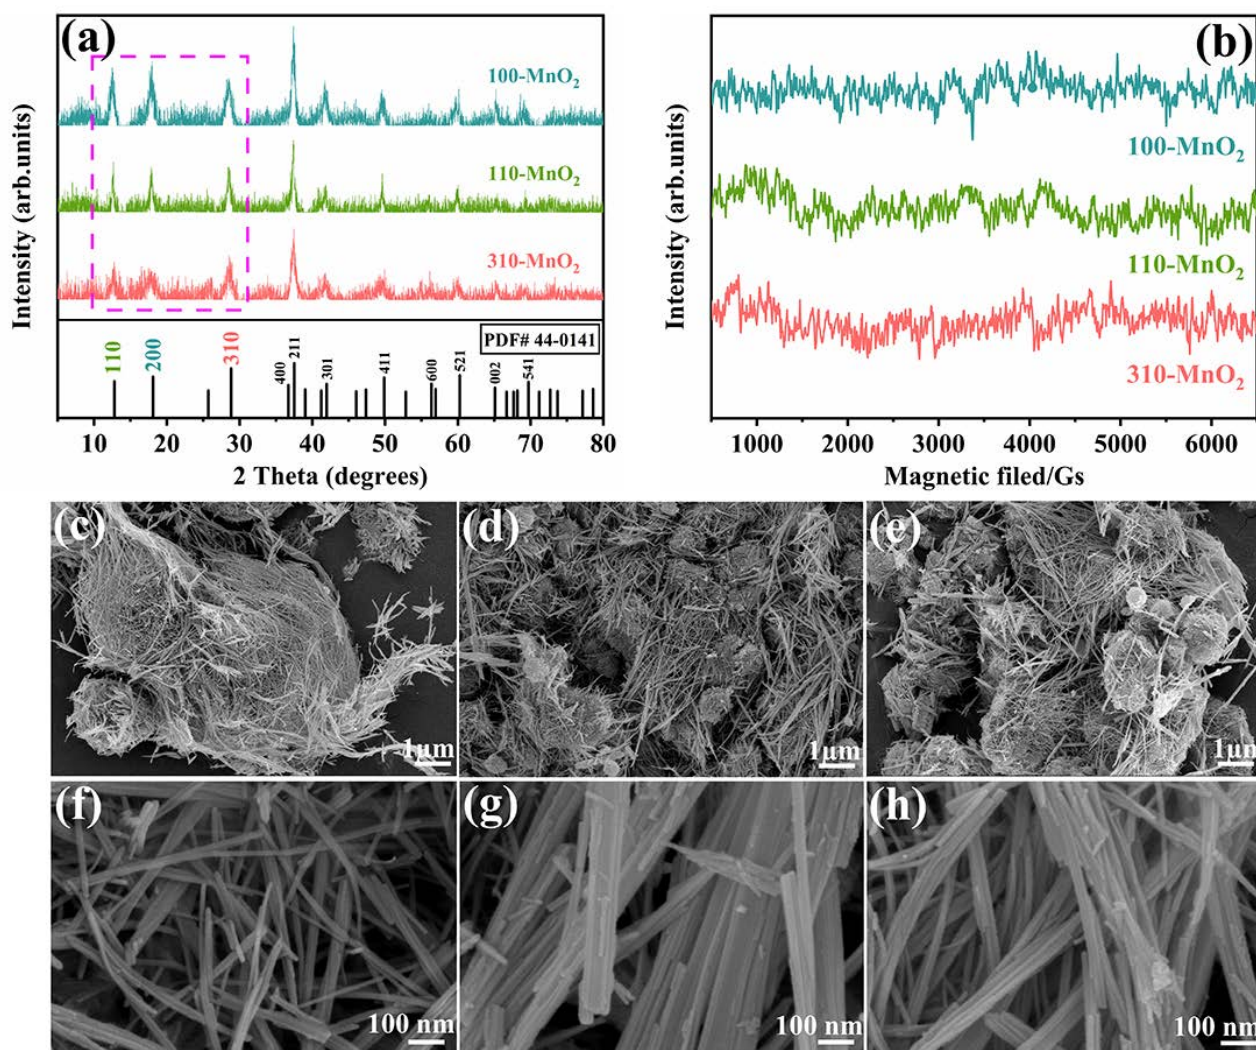 (a)
100-MnO₂
110-MnO₂
310-MnO₂
Intensity (arb.units)
110
200
310
400
211
301
411
600
521
002
541
PDF# 44-0141
10 20 30 40 50 60 70 80
2 Theta (degrees)
(b)
100-MnO₂
110-MnO₂
310-MnO₂
Intensity (arb.units)
1000 2000 3000 4000 5000 6000
Magnetic filed/Gs
(c)
1μm
(d)
1μm
(e)
1μm
(f)
100 nm
(g)
100 nm
(h)
100 nm